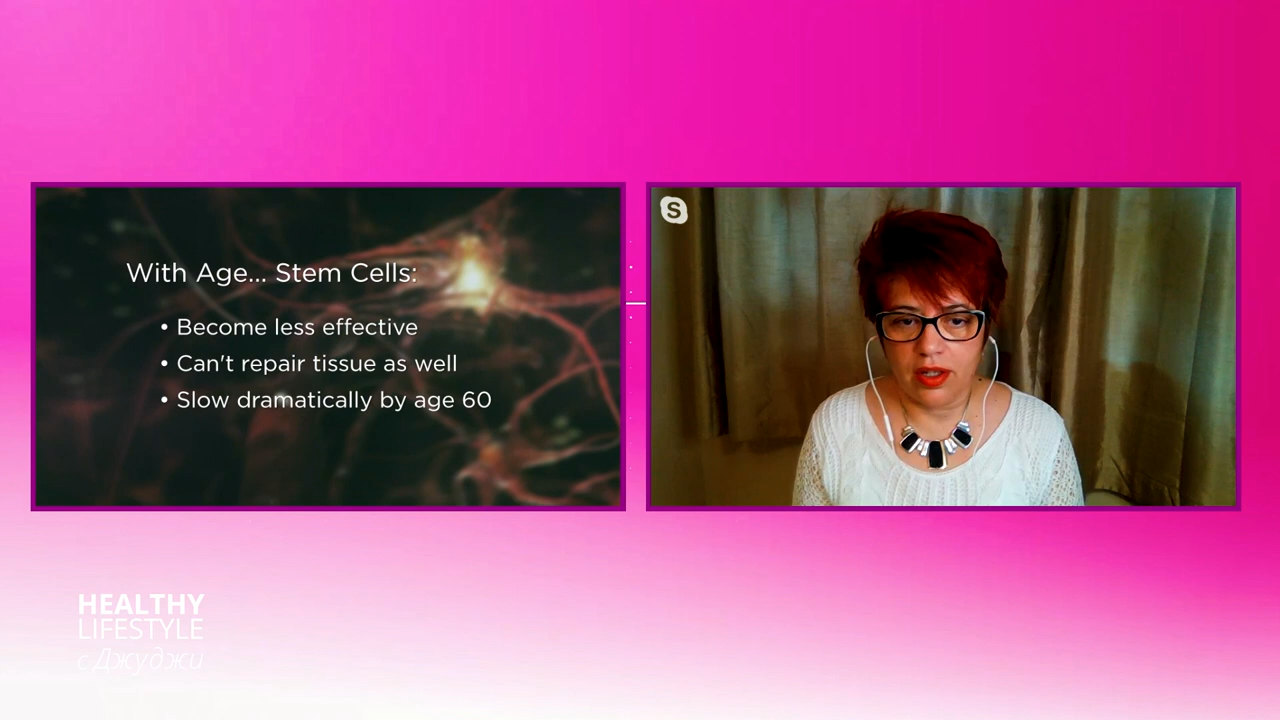 With Age... Stem Cells:
• Become less effective
• Can't repair tissue as well
• Slow dramatically by age 60
S
HEALTHY
LIFESTYLE
с Джуджи